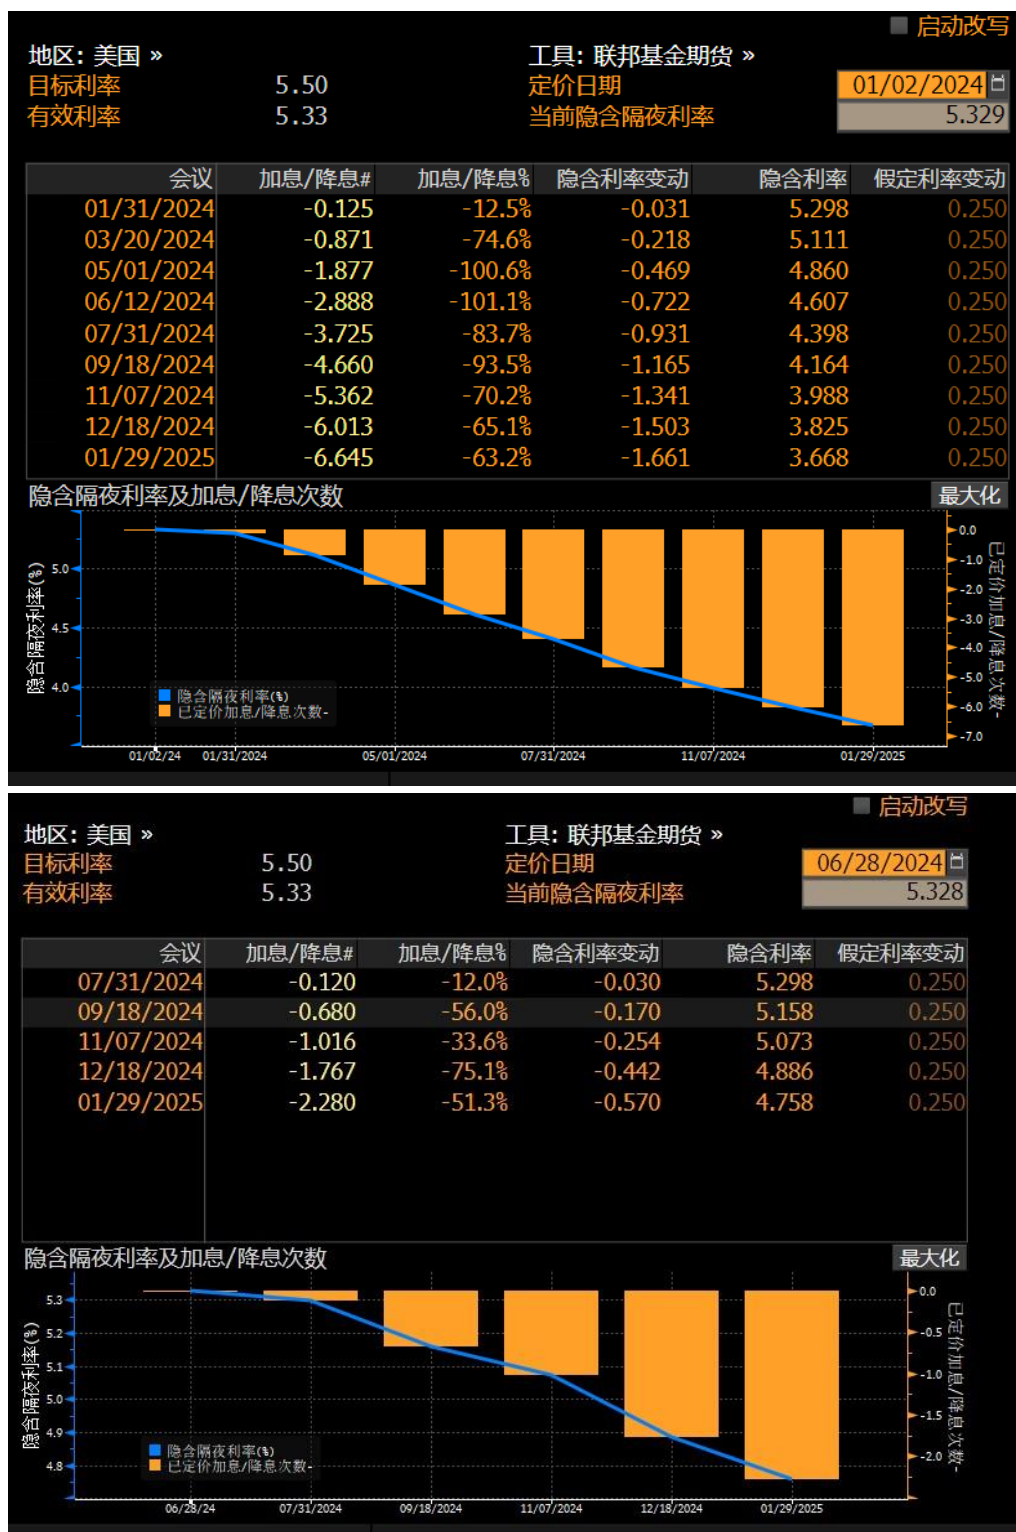 启动改写
地区: 美国 » 工具: 联邦基金期货 »
目标利率 5.50 定价日期 01/02/2024
有效利率 5.33 当前隐含隔夜利率 5.329
会议 加息/降息# 加息/降息% 隐含利率变动 隐含利率 假定利率变动
01/31/2024 -0.125 -12.5% -0.031 5.298 0.250
03/20/2024 -0.871 -74.6% -0.218 5.111 0.250
05/01/2024 -1.877 -100.6% -0.469 4.860 0.250
06/12/2024 -2.888 -101.1% -0.722 4.607 0.250
07/31/2024 -3.725 -83.7% -0.931 4.398 0.250
09/18/2024 -4.660 -93.5% -1.165 4.164 0.250
11/07/2024 -5.362 -70.2% -1.341 3.988 0.250
12/18/2024 -6.013 -65.1% -1.503 3.825 0.250
01/29/2025 -6.645 -63.2% -1.661 3.668 0.250
隐含隔夜利率及加息/降息次数 最大化
隐含隔夜利率(%)
5.0
4.5
4.0
隐含隔夜利率(%)
已定价加息/降息次数-
0.0
-1.0
-2.0
-3.0
-4.0
-5.0
-6.0
-7.0
已定价加息/降息次数-
01/02/24 01/31/2024 05/01/2024 07/31/2024 11/07/2024 01/29/2025
启动改写
地区: 美国 » 工具: 联邦基金期货 »
目标利率 5.50 定价日期 06/28/2024
有效利率 5.33 当前隐含隔夜利率 5.328
会议 加息/降息# 加息/降息% 隐含利率变动 隐含利率 假定利率变动
07/31/2024 -0.120 -12.0% -0.030 5.298 0.250
09/18/2024 -0.680 -56.0% -0.170 5.158 0.250
11/07/2024 -1.016 -33.6% -0.254 5.073 0.250
12/18/2024 -1.767 -75.1% -0.442 4.886 0.250
01/29/2025 -2.280 -51.3% -0.570 4.758 0.250
隐含隔夜利率及加息/降息次数 最大化
隐含隔夜利率(%)
5.3
5.2
5.1
5.0
4.9
4.8
隐含隔夜利率(%)
已定价加息/降息次数-
0.0
-0.5
-1.0
-1.5
-2.0
已定价加息/降息次数-
06/28/24 07/31/2024 09/18/2024 11/07/2024 12/18/2024 01/29/2025